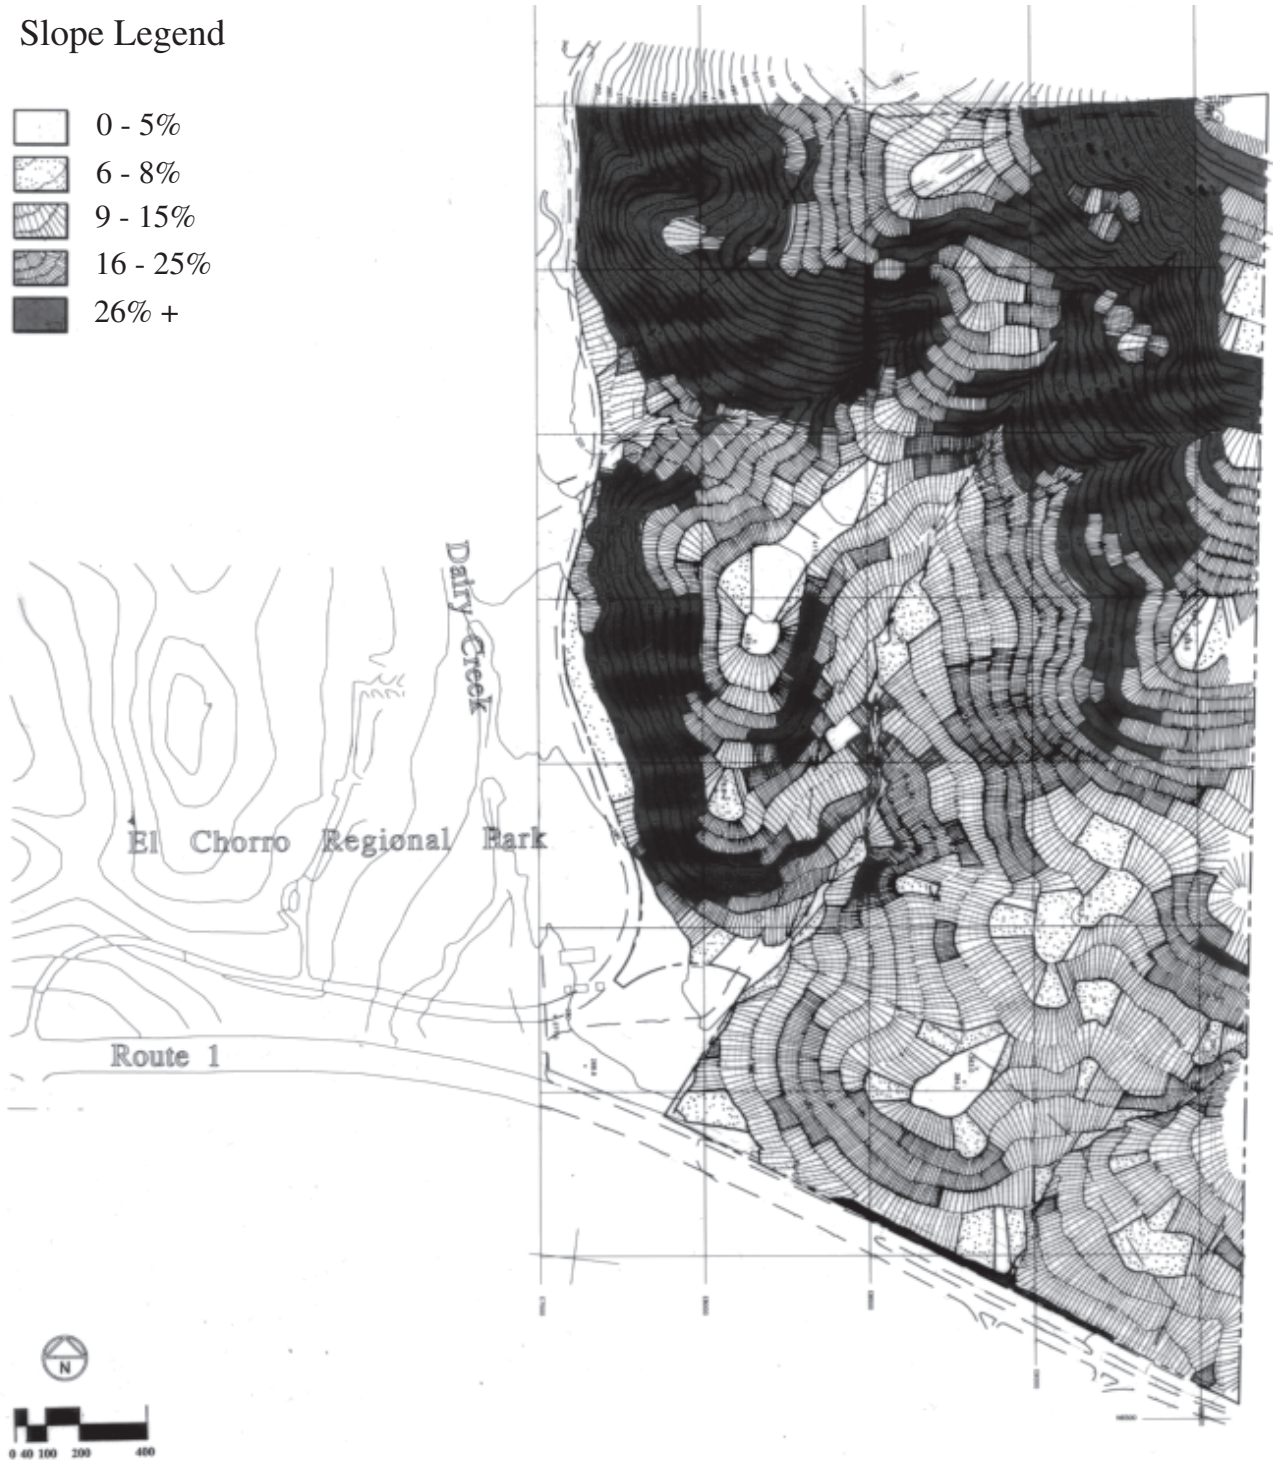 Slope Legend
0 - 5%
6 - 8%
9 - 15%
16 - 25%
26% +
Dairy Creek
El Chorro Regional Park
Route 1
N
0 40 100 200 400